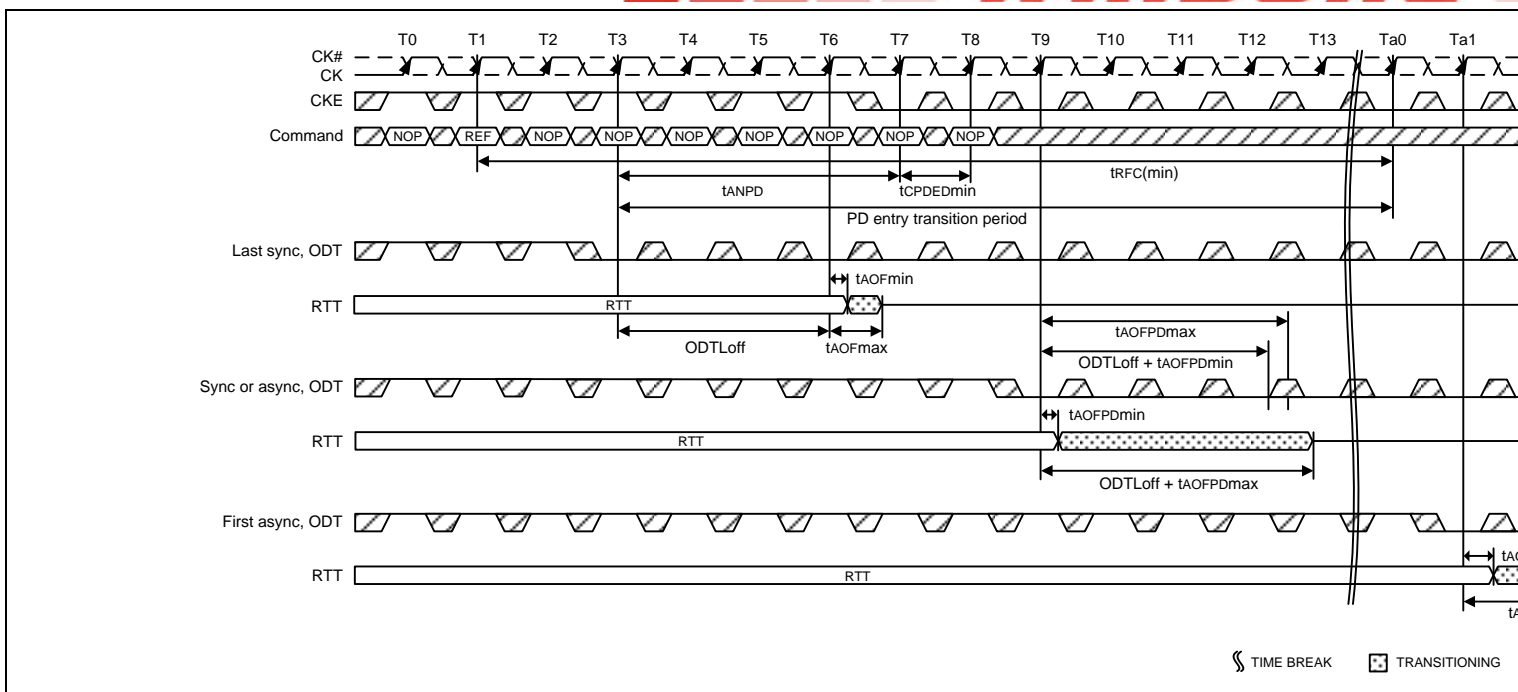 T0 T1 T2 T3 T4 T5 T6 T7 T8 T9 T10 T11 T12 T13 Ta0 Ta1
CK#
CK
CKE
Command NOP REF NOP NOP NOP NOP NOP NOP NOP
tRFC(min)
tANPD tCPDEDmin
PD entry transition period
Last sync, ODT
tAOFmin
RTT RTT
tAOFPDmax
ODTLoff tAOFmax
ODTLoff + tAOFPDmin
Sync or async, ODT
tAOFPDmin
RTT RTT
ODTLoff + tAOFPDmax
First async, ODT
RTT RTT
TIME BREAK TRANSITIONING